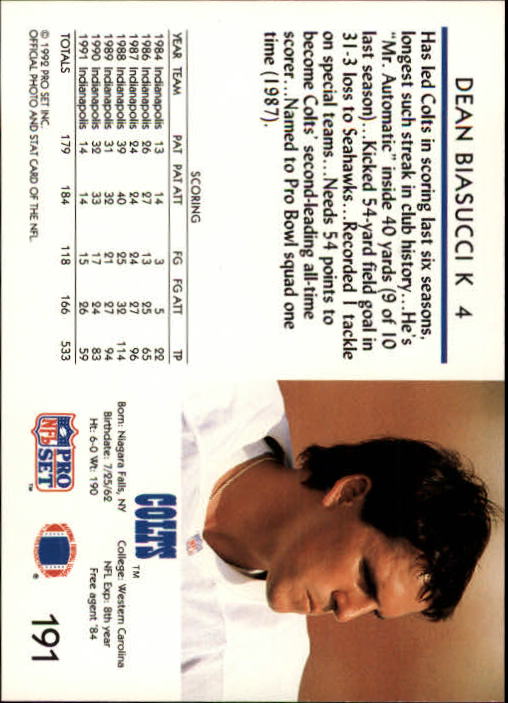 DEAN BIASUCCI K 4
Has led Colts in scoring last six seasons,
longest such streak in club history...He's
"Mr. Automatic" inside 40 yards (9 of 10
last season)...Kicked 54-yard field goal in
31-3 loss to Seahawks...Recorded 1 tackle
on special teams...Needs 54 points to
become Colts' second-leading all-time
scorer...Named to Pro Bowl squad one
time (1987).
SCORING
YEAR TEAM PAT PAT ATT FG FG ATT TP
1984 Indianapolis 13 14 3 5 22
1986 Indianapolis 26 27 13 25 65
1987 Indianapolis 24 24 24 27 96
1988 Indianapolis 39 40 25 32 114
1989 Indianapolis 31 32 21 27 94
1990 Indianapolis 32 33 17 24 83
1991 Indianapolis 14 14 15 26 59
TOTALS 179 184 118 166 533
© 1992 PRO SET INC.
OFFICIAL PHOTO AND STAT CARD OF THE NFL.
COLTS™
Born: Niagara Falls, NY College: Western Carolina
Birthdate: 7/25/62 NFL Exp: 8th year
Ht: 6-0 Wt: 190 Free agent '84
PRO
NFL
SET™
®
191